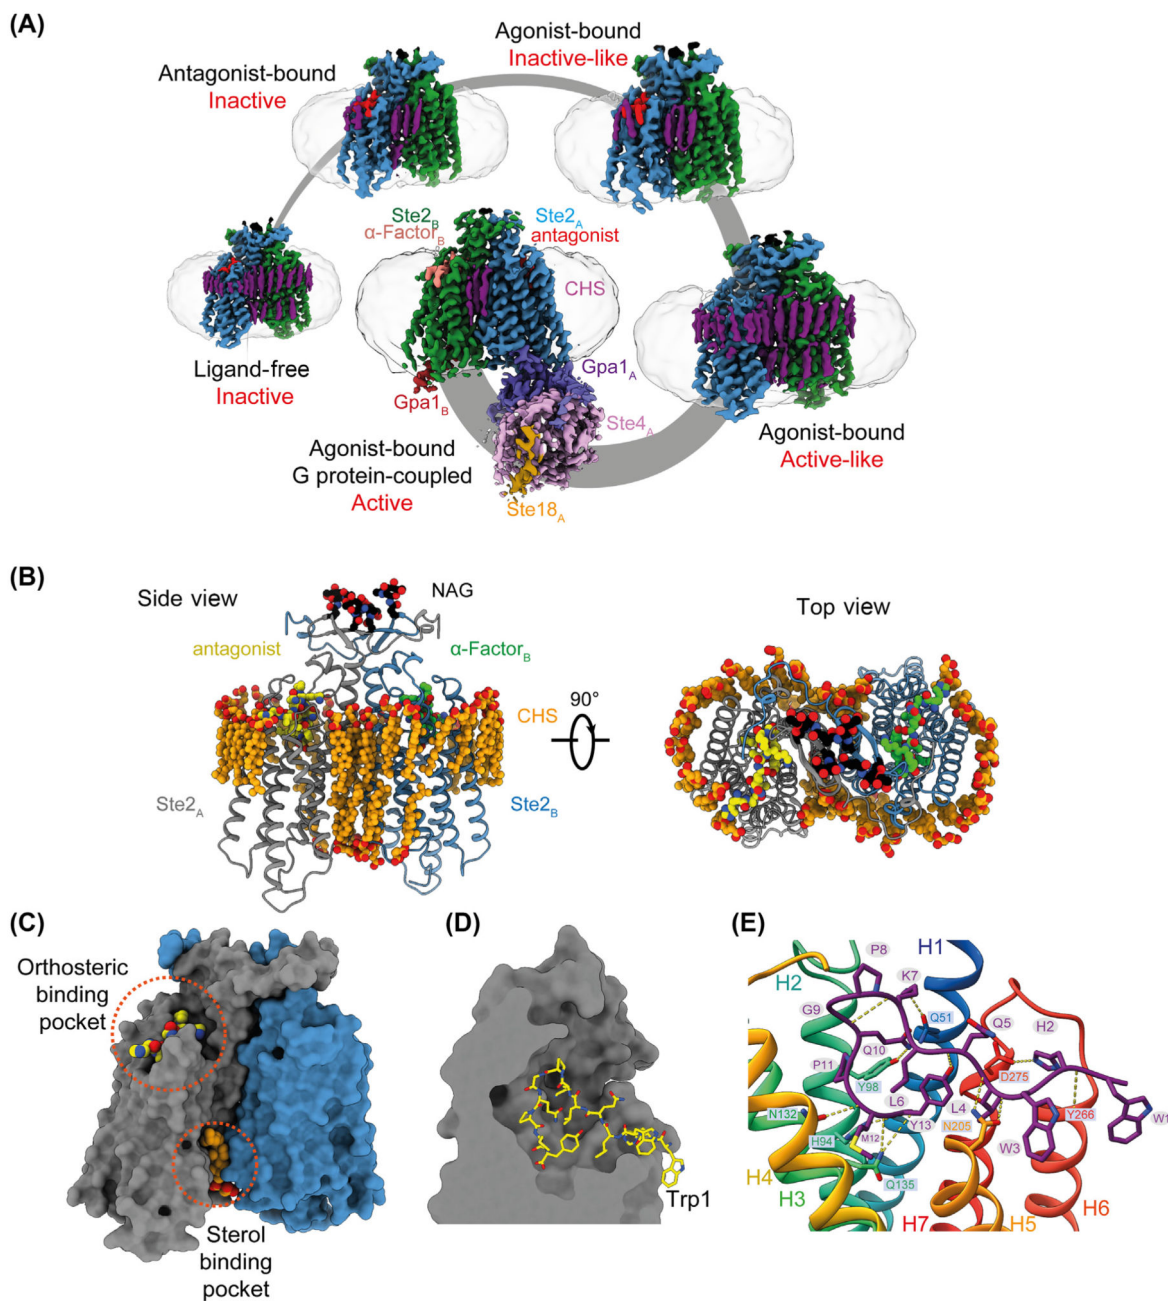 (A)
Agonist-bound
Inactive-like
Antagonist-bound
Inactive
Ste2B
α-FactorB
Ste2A
antagonist
CHS
Ligand-free
Inactive
Gpa1B
Gpa1A
Ste4A
Agonist-bound
G protein-coupled
Active
Ste18A
Agonist-bound
Active-like
(B)
Side view
NAG
antagonist
α-FactorB
CHS
Ste2A
Ste2B
90°
Top view
(C)
Orthosteric
binding
pocket
Sterol
binding
pocket
(D)
Trp1
(E)
H1
P8
K7
H2
G9
Q51
Q5
H2
Q10
P11
Y98
D275
L6
N132
L4
Y266
W1
H94
M12
Y13
N205
W3
H4
Q135
H3
H7
H5
H6